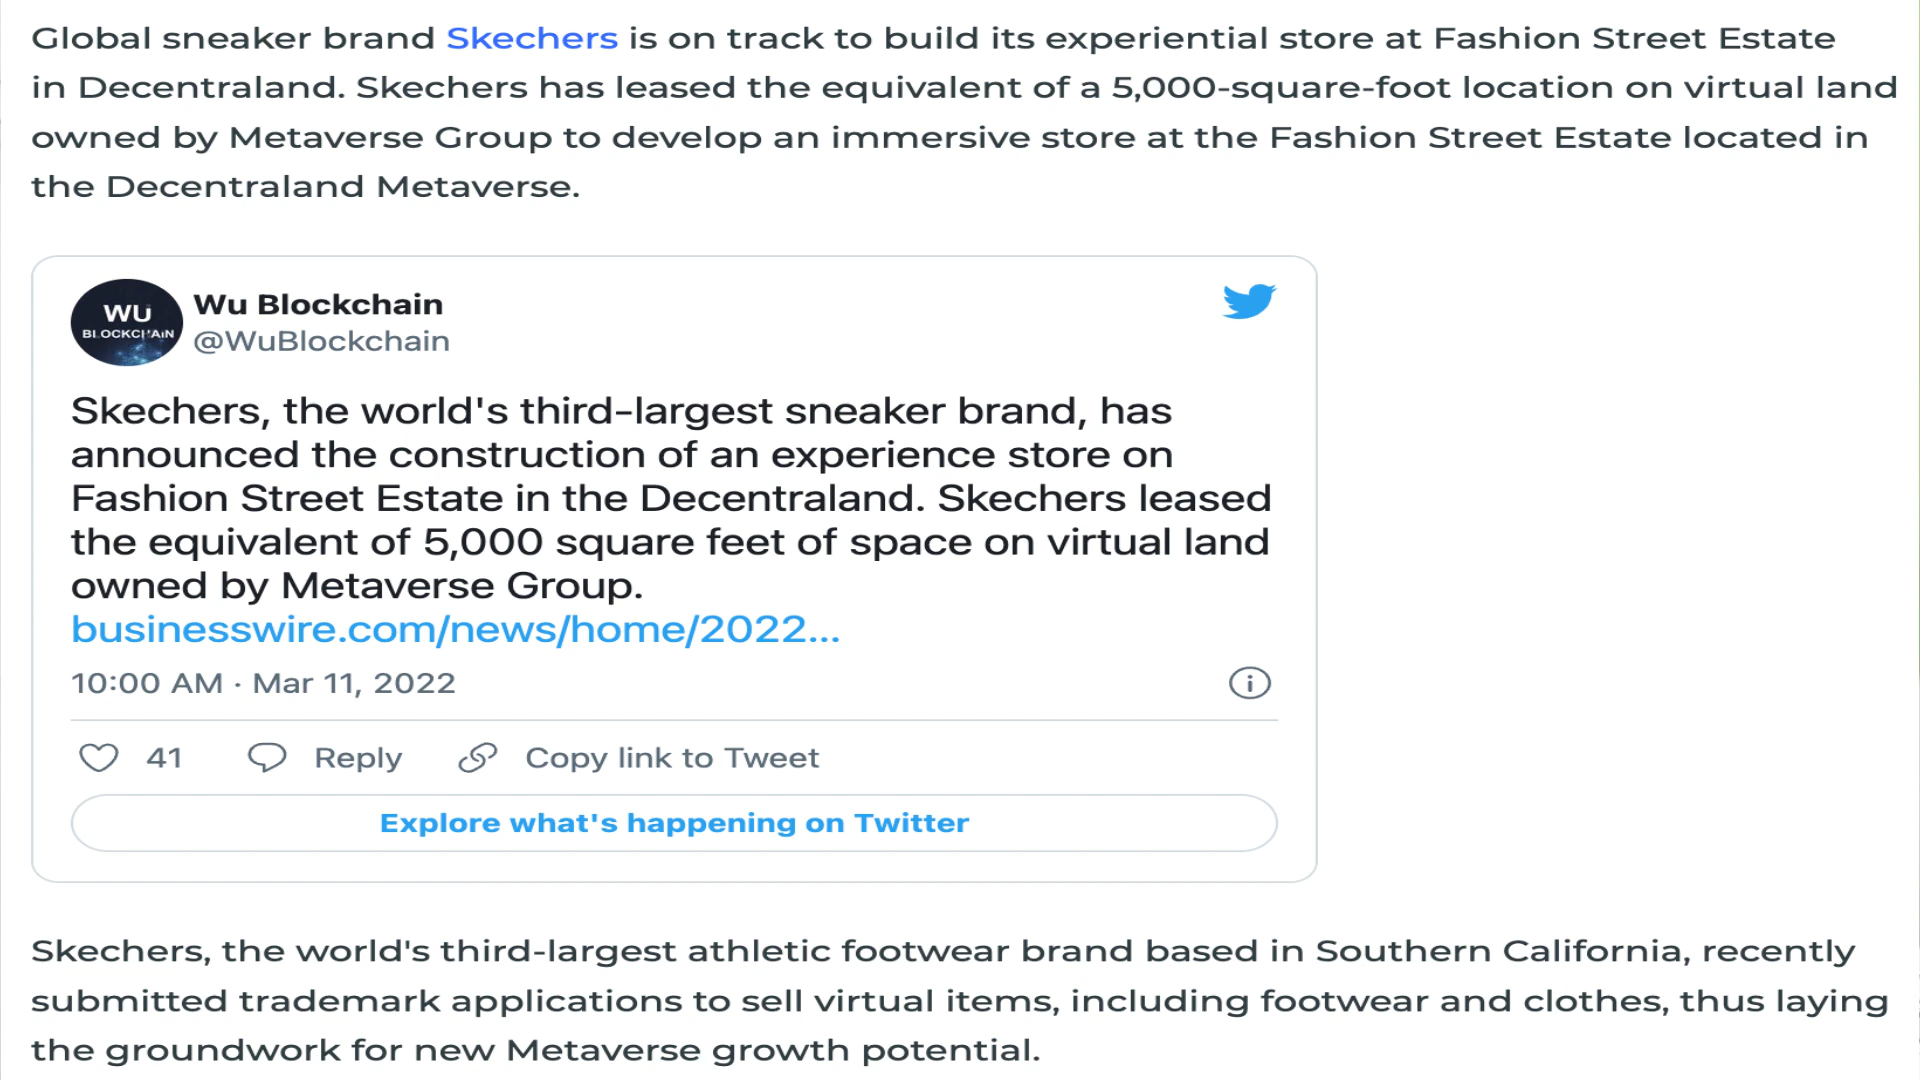 Global sneaker brand Skechers is on track to build its experiential store at Fashion Street Estate
in Decentraland. Skechers has leased the equivalent of a 5,000-square-foot location on virtual land
owned by Metaverse Group to develop an immersive store at the Fashion Street Estate located in
the Decentraland Metaverse.
WU
BLOCKCHAIN
Wu Blockchain
@WuBlockchain
Skechers, the world's third-largest sneaker brand, has
announced the construction of an experience store on
Fashion Street Estate in the Decentraland. Skechers leased
the equivalent of 5,000 square feet of space on virtual land
owned by Metaverse Group.
businesswire.com/news/home/2022...
10:00 AM · Mar 11, 2022
41 Reply Copy link to Tweet
Explore what's happening on Twitter
Skechers, the world's third-largest athletic footwear brand based in Southern California, recently
submitted trademark applications to sell virtual items, including footwear and clothes, thus laying
the groundwork for new Metaverse growth potential.